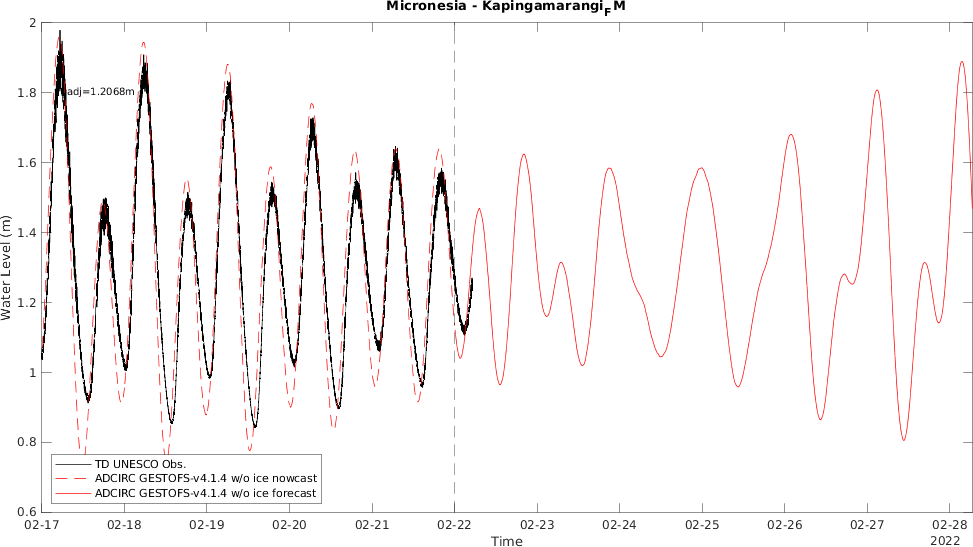 Micronesia - Kapingamarangi_FM
2
1.8
1.6
1.4
1.2
1
0.8
0.6
Water Level (m)
adj=1.2068m
TD UNESCO Obs.
ADCIRC GESTOFS-v4.1.4 w/o ice nowcast
ADCIRC GESTOFS-v4.1.4 w/o ice forecast
02-17 02-18 02-19 02-20 02-21 02-22 02-23 02-24 02-25 02-26 02-27 02-28
Time
2022